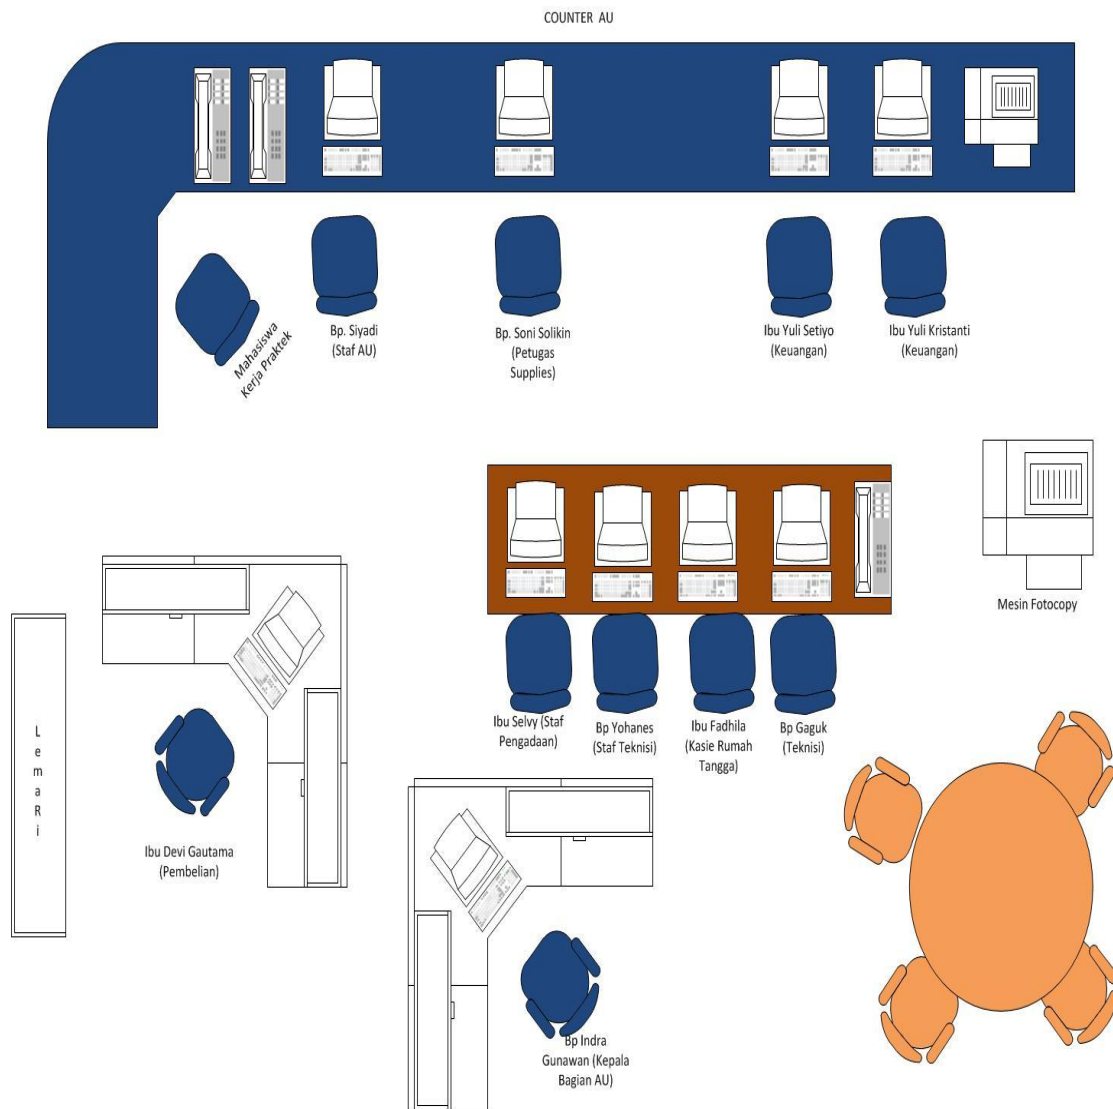 COUNTER AU
Mahasiswa
Kerja Praktek
Bp. Siyadi
(Staf AU)
Bp. Soni Solikin
(Petugas
Supplies)
Ibu Yuli Setiyo
(Keuangan)
Ibu Yuli Kristanti
(Keuangan)
Mesin Fotocopy
Ibu Selvy (Staf
Pengadaan)
Bp Yohanes
(Staf Teknisi)
Ibu Fadhila
(Kasie Rumah
Tangga)
Bp Gaguk
(Teknisi)
L
e
m
a
R
i
Ibu Devi Gautama
(Pembelian)
Bp Indra
Gunawan (Kepala
Bagian AU)